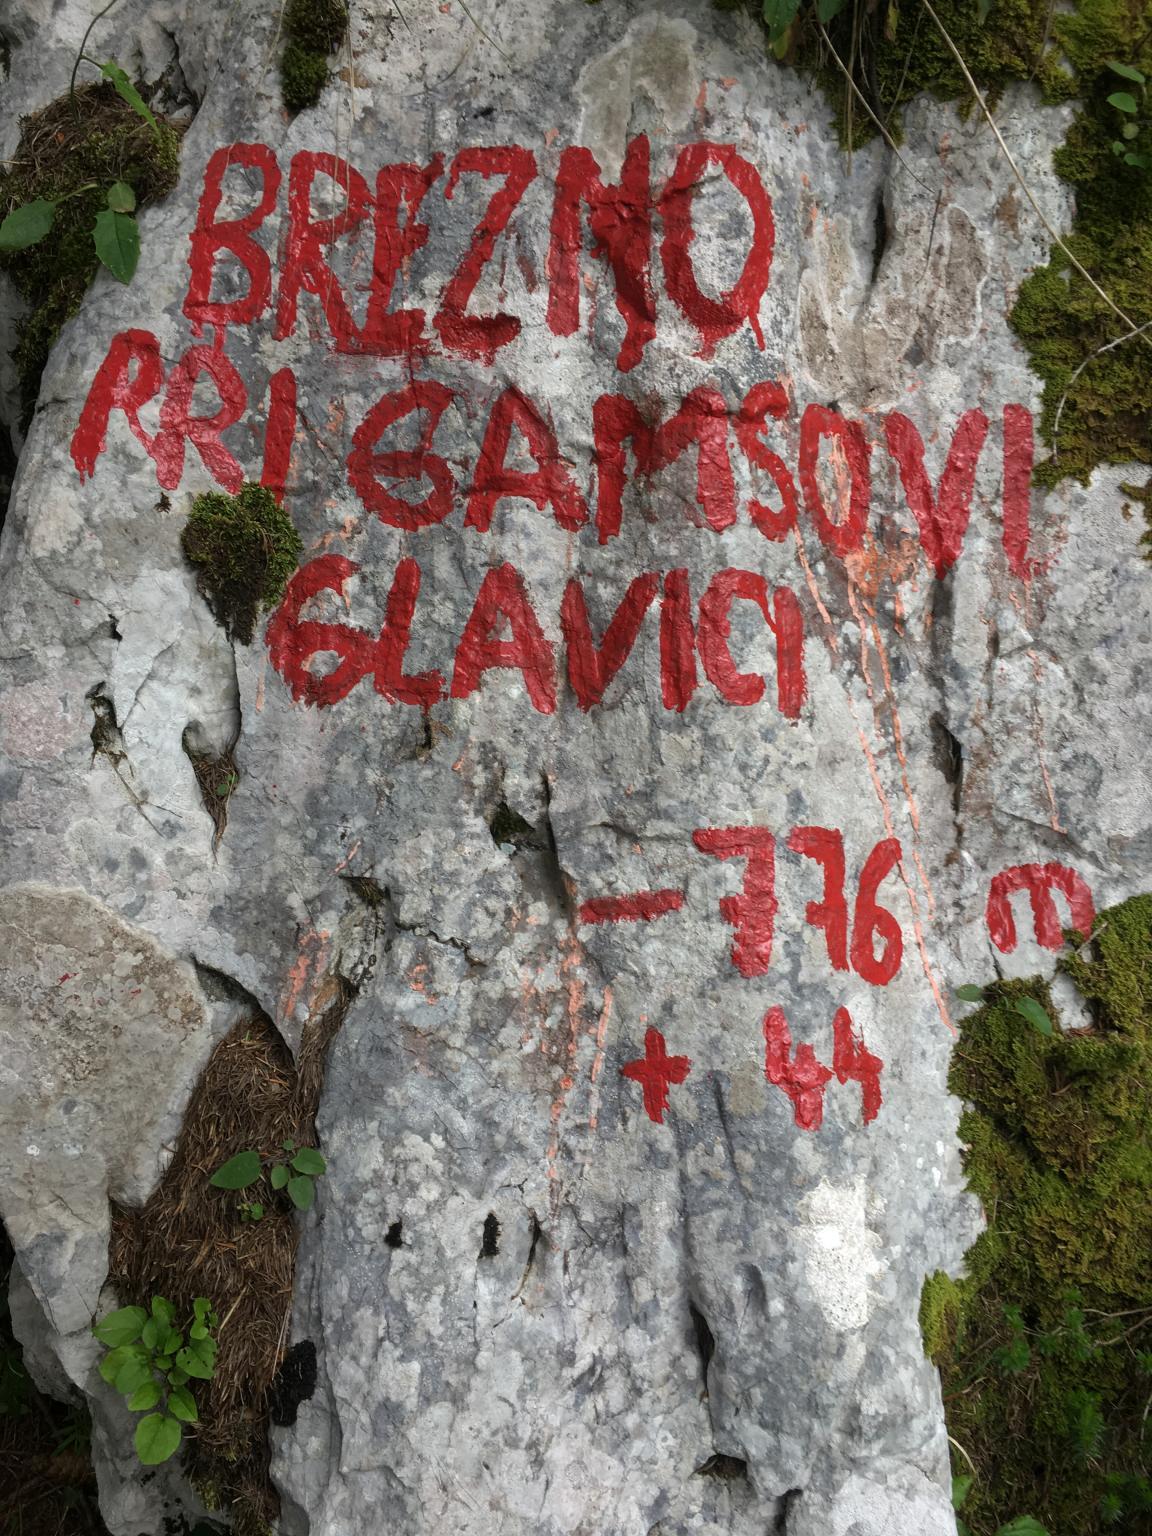 BREZNO
PRI GAMSOVI
GLAVICI
- 776 m
+ 44